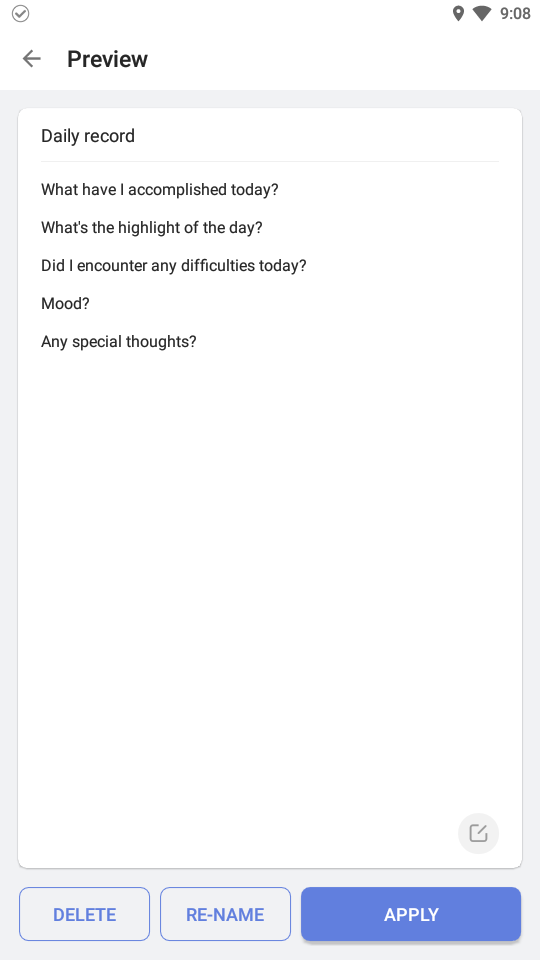 9:08
Preview
Daily record
What have I accomplished today?
What's the highlight of the day?
Did I encounter any difficulties today?
Mood?
Any special thoughts?
DELETE
RE-NAME
APPLY